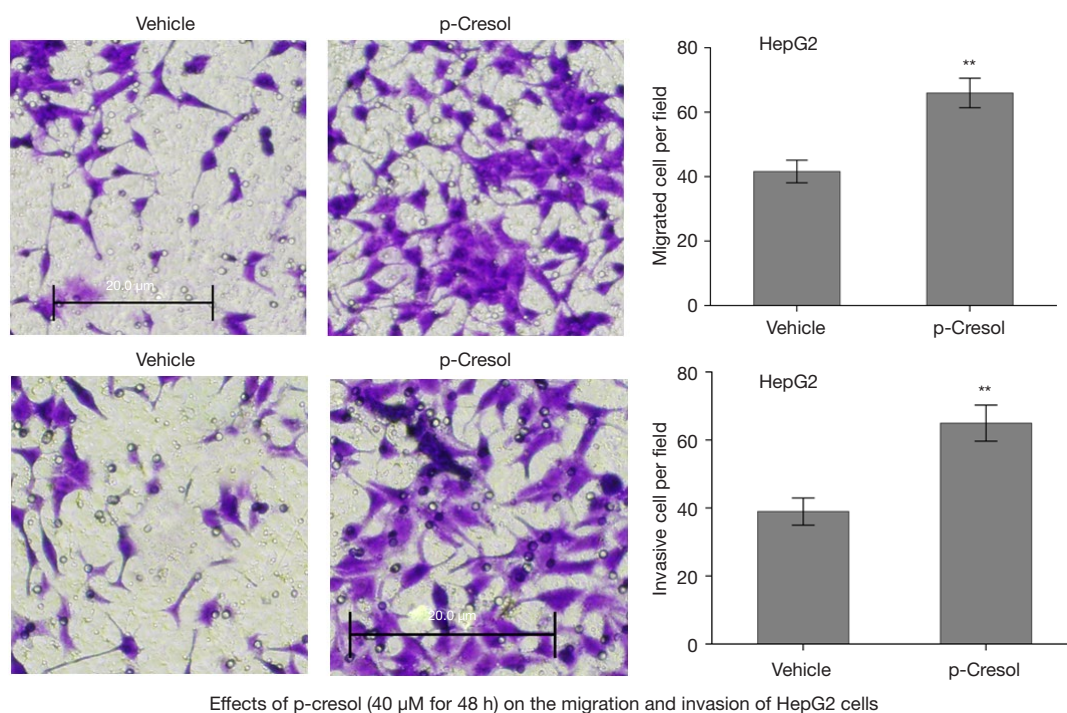 Vehicle
p-Cresol
20.0 µm
80
60
40
20
0
Migrated cell per field
HepG2
**
Vehicle
p-Cresol
Vehicle
p-Cresol
20.0 µm
80
60
40
20
0
Invasive cell per field
HepG2
**
Vehicle
p-Cresol
Effects of p-cresol (40 µM for 48 h) on the migration and invasion of HepG2 cells